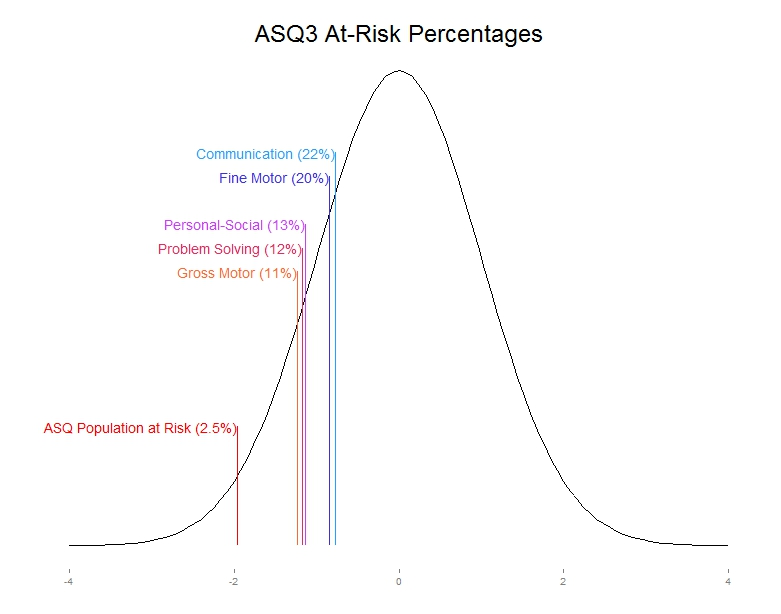 ASQ3 At-Risk Percentages
Communication (22%)
Fine Motor (20%)
Personal-Social (13%)
Problem Solving (12%)
Gross Motor (11%)
ASQ Population at Risk (2.5%)
-4 -2 0 2 4